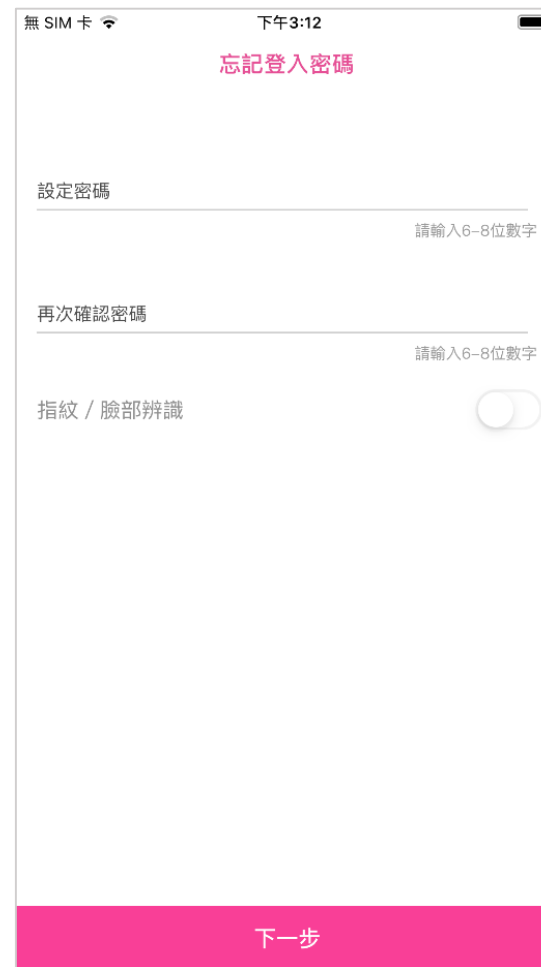 無 SIM 卡 下午3:12
忘記登入密碼
設定密碼
請輸入6–8位數字
再次確認密碼
請輸入6–8位數字
指紋 / 臉部辨識
下一步